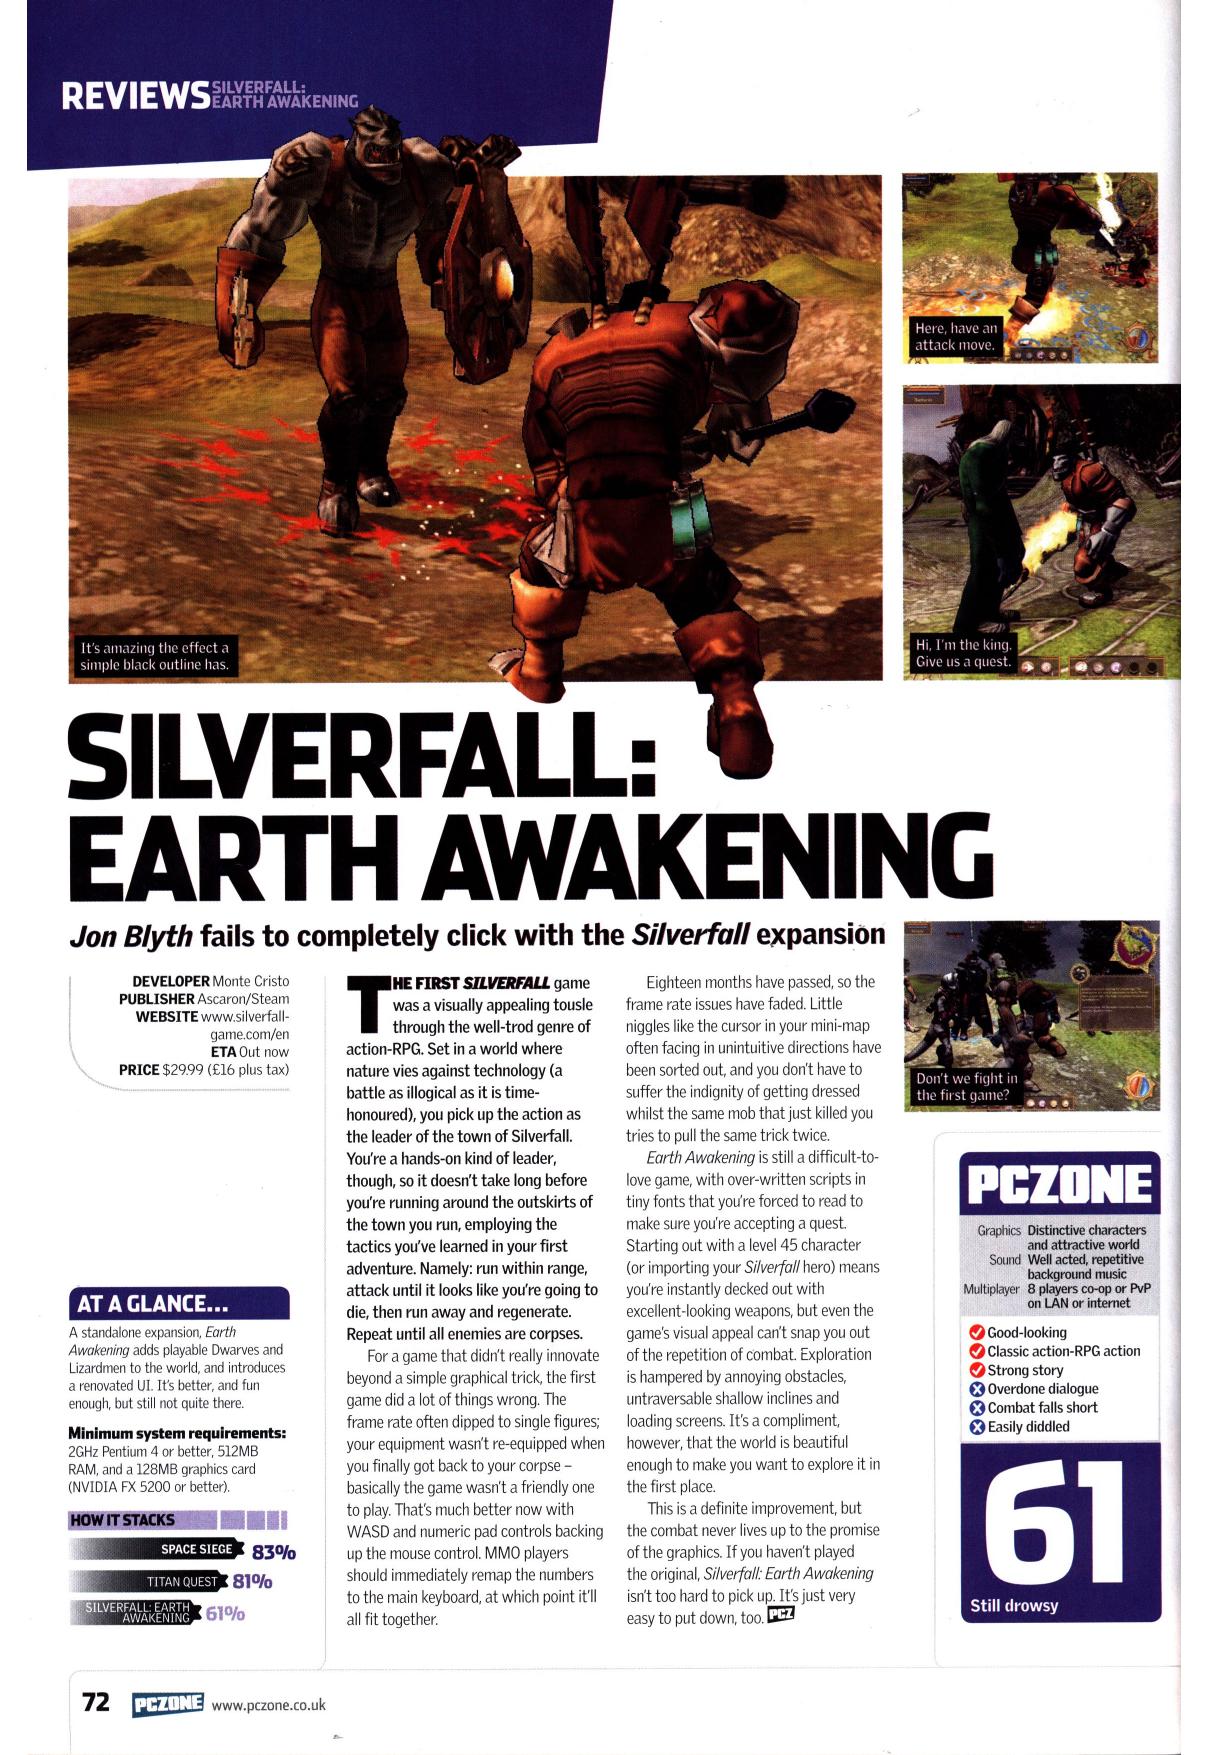 REVIEWS SILVERFALL:
EARTH AWAKENING
Here, have an
attack move.
Hi, I'm the king.
Give us a quest.
It's amazing the effect a
simple black outline has.
SILVERFALL:
EARTH AWAKENING
Jon Blyth fails to completely click with the Silverfall expansion
DEVELOPER Monte Cristo
PUBLISHER Ascaron/Steam
WEBSITE www.silverfall-
game.com/en
ETA Out now
PRICE $29.99 (£16 plus tax)
AT A GLANCE...
A standalone expansion, Earth
Awakening adds playable Dwarves and
Lizardmen to the world, and introduces
a renovated UI. It's better, and fun
enough, but still not quite there.
Minimum system requirements:
2GHz Pentium 4 or better, 512MB
RAM, and a 128MB graphics card
(NVIDIA FX 5200 or better).
HOW IT STACKS
SPACE SIEGE 83%
TITAN QUEST 81%
SILVERFALL: EARTH
AWAKENING 61%
THE FIRST SILVERFALL game
was a visually appealing tousle
through the well-trod genre of
action-RPG. Set in a world where
nature vies against technology (a
battle as illogical as it is time-
honoured), you pick up the action as
the leader of the town of Silverfall.
You're a hands-on kind of leader,
though, so it doesn't take long before
you're running around the outskirts of
the town you run, employing the
tactics you've learned in your first
adventure. Namely: run within range,
attack until it looks like you're going to
die, then run away and regenerate.
Repeat until all enemies are corpses.
For a game that didn't really innovate
beyond a simple graphical trick, the first
game did a lot of things wrong. The
frame rate often dipped to single figures;
your equipment wasn't re-equipped when
you finally got back to your corpse –
basically the game wasn't a friendly one
to play. That's much better now with
WASD and numeric pad controls backing
up the mouse control. MMO players
should immediately remap the numbers
to the main keyboard, at which point it'll
all fit together.
Eighteen months have passed, so the
frame rate issues have faded. Little
niggles like the cursor in your mini-map
often facing in unintuitive directions have
been sorted out, and you don't have to
suffer the indignity of getting dressed
whilst the same mob that just killed you
tries to pull the same trick twice.
Earth Awakening is still a difficult-to-
love game, with over-written scripts in
tiny fonts that you're forced to read to
make sure you're accepting a quest.
Starting out with a level 45 character
(or importing your Silverfall hero) means
you're instantly decked out with
excellent-looking weapons, but even the
game's visual appeal can't snap you out
of the repetition of combat. Exploration
is hampered by annoying obstacles,
untraversable shallow inclines and
loading screens. It's a compliment,
however, that the world is beautiful
enough to make you want to explore it in
the first place.
This is a definite improvement, but
the combat never lives up to the promise
of the graphics. If you haven't played
the original, Silverfall: Earth Awakening
isn't too hard to pick up. It's just very
easy to put down, too. PCZ
Don't we fight in
the first game?
PCZONE
Graphics Distinctive characters
and attractive world
Sound Well acted, repetitive
background music
Multiplayer 8 players co-op or PvP
on LAN or internet
Good-looking
Classic action-RPG action
Strong story
Overdone dialogue
Combat falls short
Easily diddled
61
Still drowsy
72 PCZONE www.pczone.co.uk